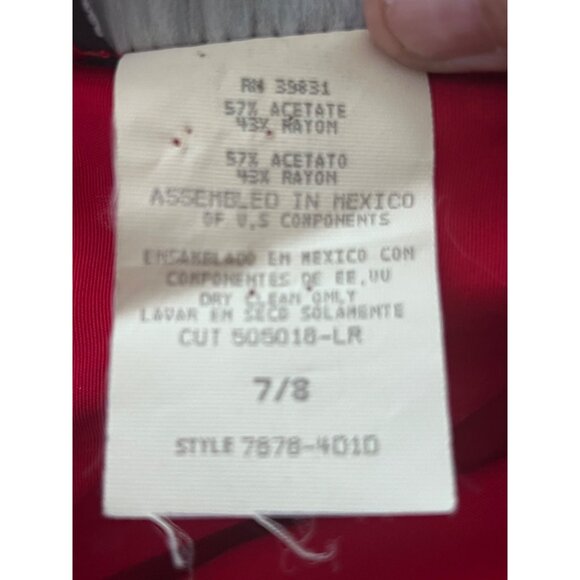 RN 39831
57% ACETATE
43% RAYON
57% ACETATO
43% RAYON
ASSEMBLED IN MEXICO
OF U.S COMPONENTS
ENSAMBLADO EN MEXICO CON
COMPONENTES DE EE.UU
DRY CLEAN ONLY
LAVAR EN SECO SOLAMENTE
CUT 505018-LR
7/8
STYLE 7878-4010